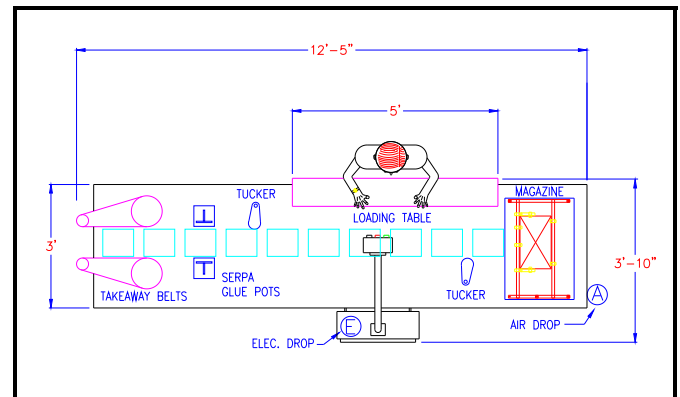 12'-5"
5'
TUCKER
MAGAZINE
LOADING TABLE
3'
3'-10"
SERPA
GLUE POTS
TAKEAWAY BELTS
TUCKER
A
AIR DROP
E
ELEC. DROP